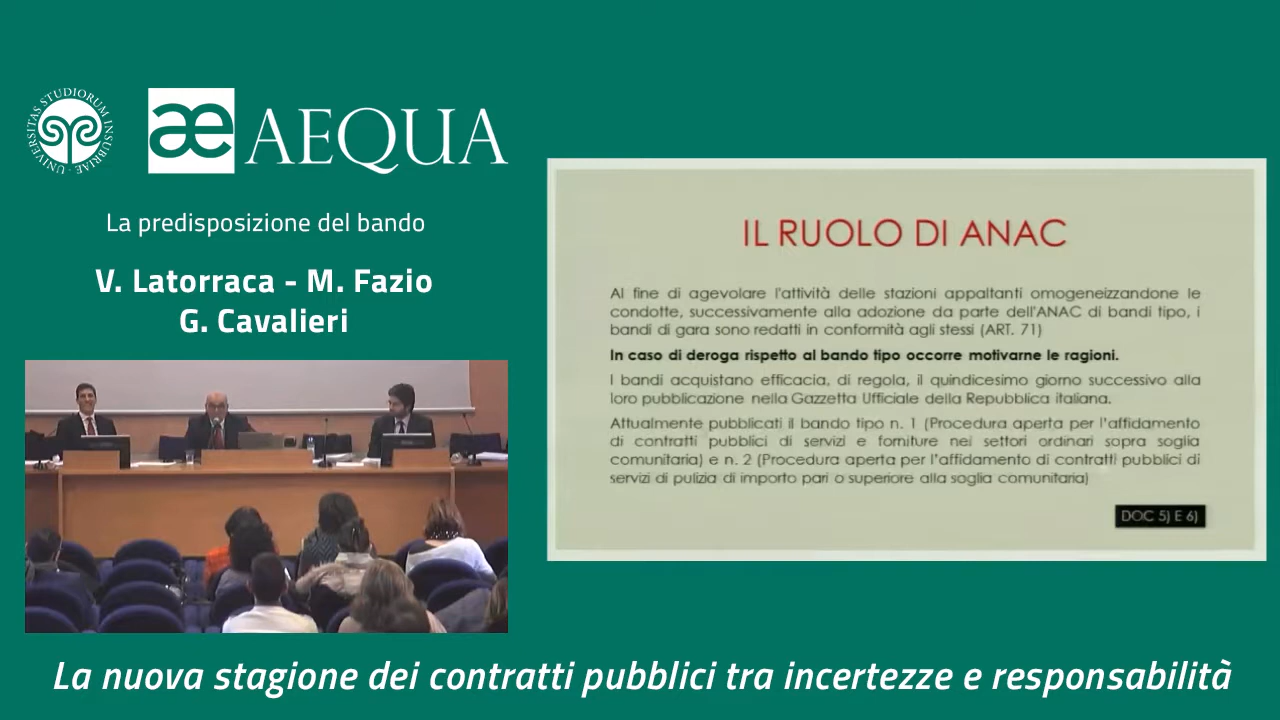 UNIVERSITAS STUDIORUM INSUBRIAE
æ AEQUA
La predisposizione del bando
V. Latorraca - M. Fazio
G. Cavalieri
IL RUOLO DI ANAC
Al fine di agevolare l'attività delle stazioni appaltanti omogeneizzandone le
condotte, successivamente alla adozione da parte dell'ANAC di bandi tipo, i
bandi di gara sono redatti in conformità agli stessi (ART. 71)
In caso di deroga rispetto al bando tipo occorre motivarne le ragioni.
I bandi acquistano efficacia, di regola, il quindicesimo giorno successivo alla
loro pubblicazione nella Gazzetta Ufficiale della Repubblica italiana.
Attualmente pubblicati il bando tipo n. 1 (Procedura aperta per l'affidamento
di contratti pubblici di servizi e forniture nei settori ordinari sopra soglia
comunitaria) e n. 2 (Procedura aperta per l'affidamento di contratti pubblici di
servizi di pulizia di importo pari o superiore alla soglia comunitaria)
DOC 5) E 6)
La nuova stagione dei contratti pubblici tra incertezze e responsabilità